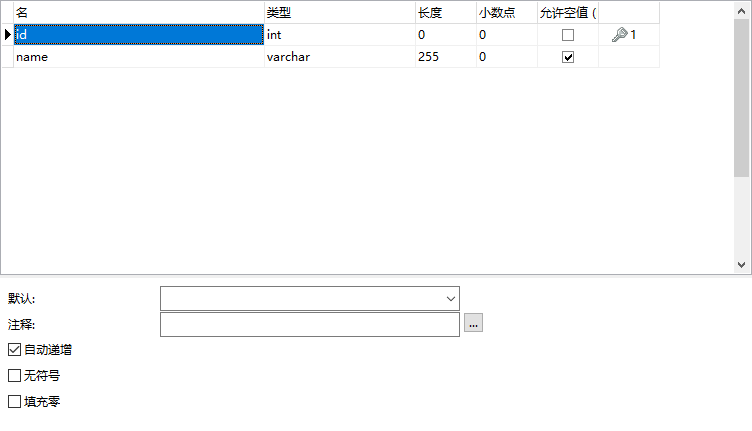 名 类型 长度 小数点 允许空值 (
id int 0 0 1
name varchar 255 0
默认:
注释: ...
自动递增
无符号
填充零